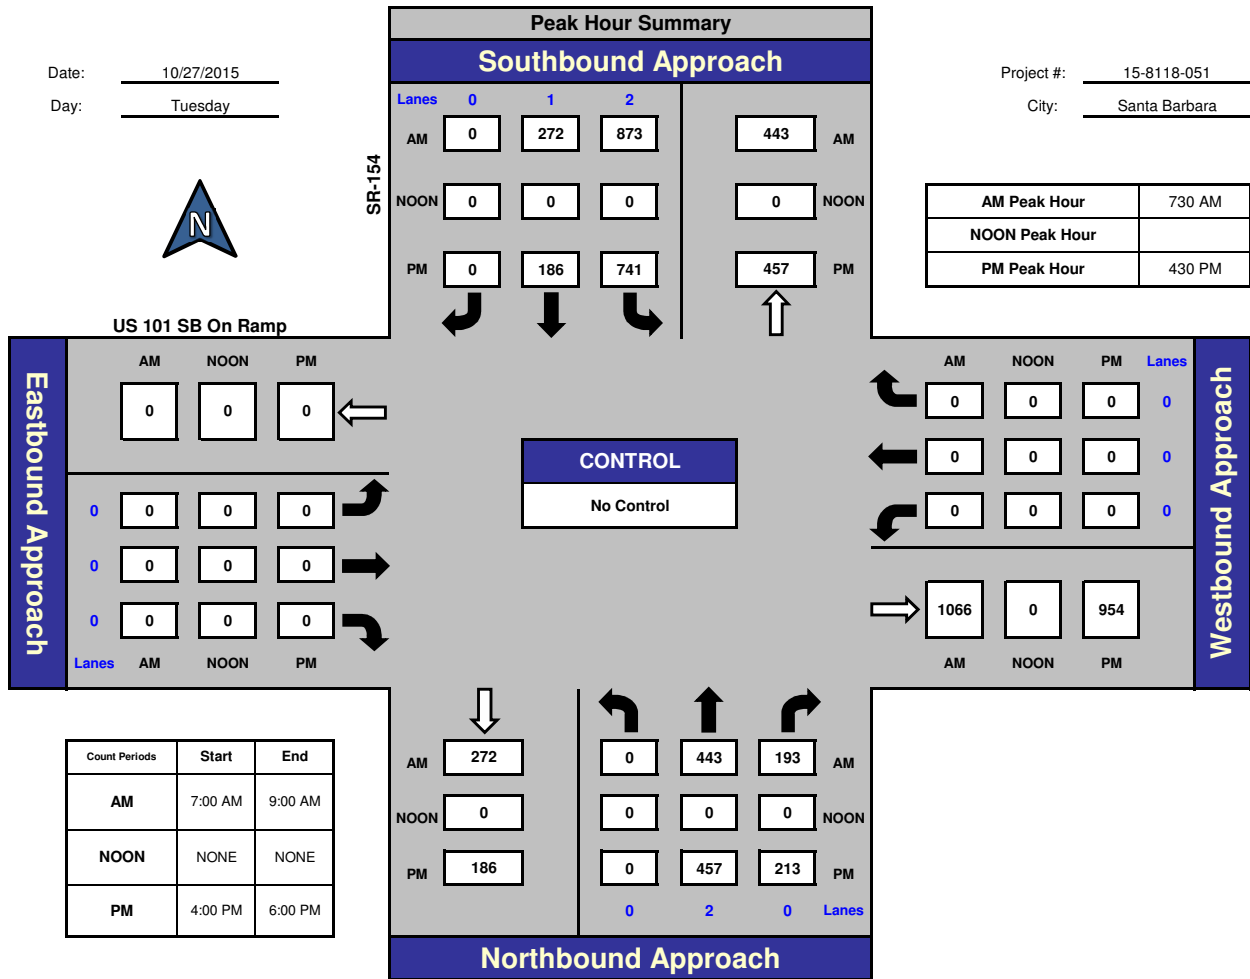 Peak Hour Summary
Southbound Approach
Date: 10/27/2015
Day: Tuesday
Project #: 15-8118-051
City: Santa Barbara
N
SR-154
Lanes 0 1 2
AM 0 272 873 443 AM
NOON 0 0 0 0 NOON
PM 0 186 741 457 PM
AM Peak Hour 730 AM
NOON Peak Hour
PM Peak Hour 430 PM
US 101 SB On Ramp
Eastbound Approach
AM NOON PM
0 0 0
0 0 0 0
0 0 0 0
0 0 0 0
Lanes AM NOON PM
CONTROL
No Control
AM NOON PM Lanes
0 0 0 0
0 0 0 0
0 0 0 0
1066 0 954
AM NOON PM
Westbound Approach
Count Periods Start End
AM 7:00 AM 9:00 AM
NOON NONE NONE
PM 4:00 PM 6:00 PM
AM 272 0 443 193 AM
NOON 0 0 0 0 NOON
PM 186 0 457 213 PM
0 2 0 Lanes
Northbound Approach